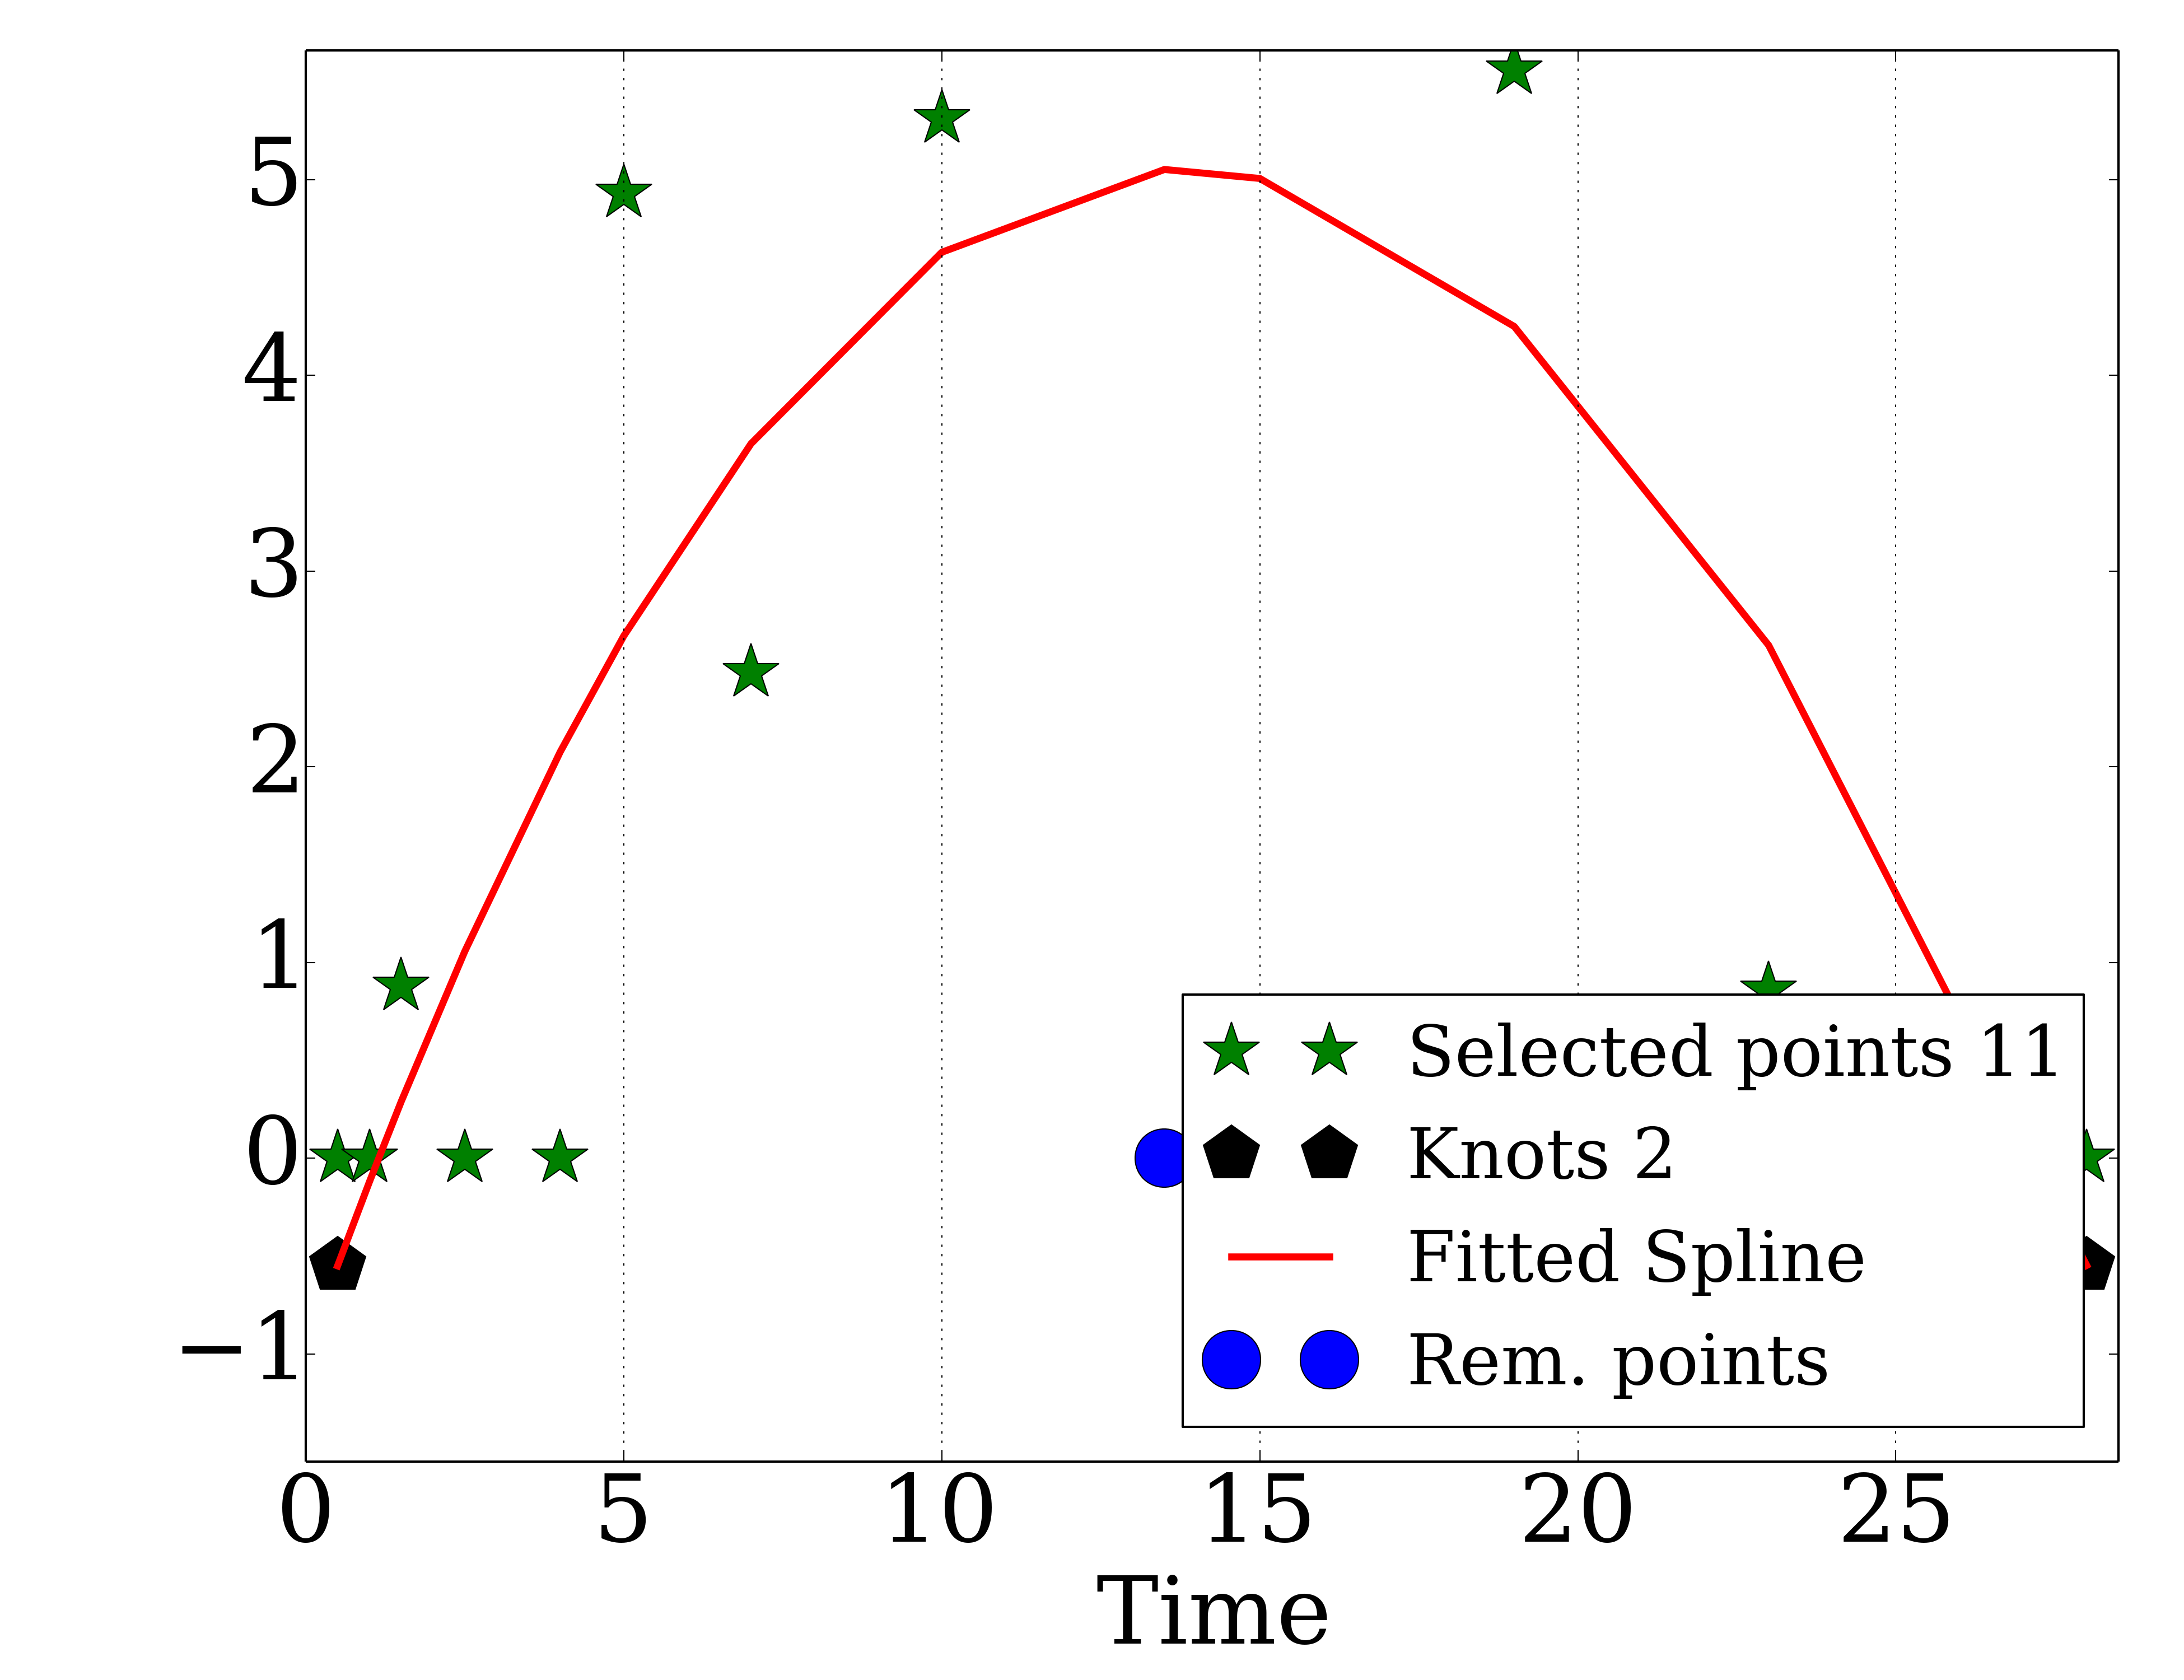 5
4
3
2
1
0
−1
Selected points 11
Knots 2
Fitted Spline
Rem. points
0 5 10 15 20 25
Time